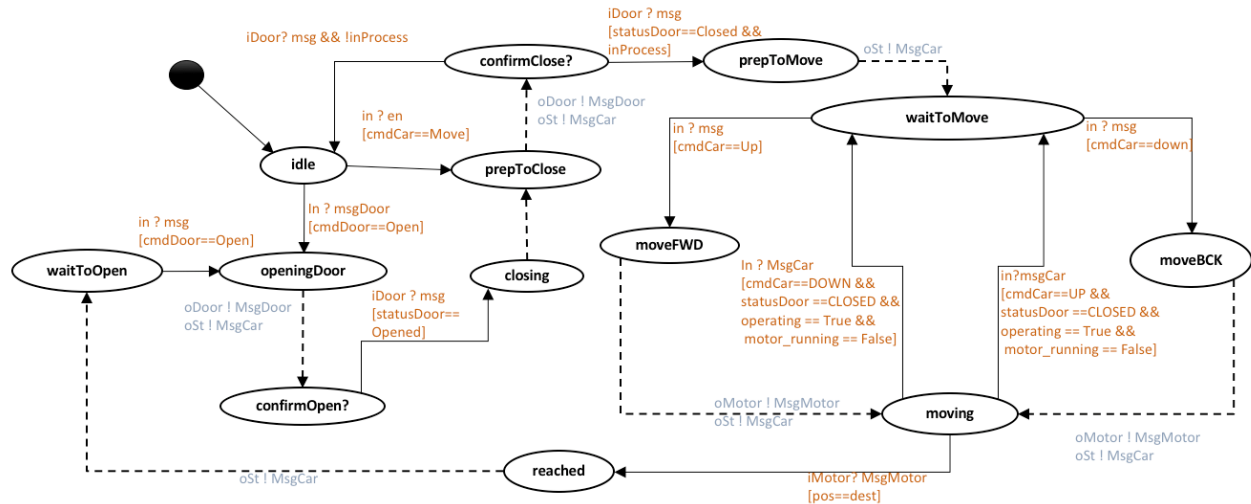 iDoor ? msg
[statusDoor==Closed &&
inProcess]
iDoor? msg && !inProcess
confirmClose?
prepToMove
oSt ! MsgCar
oDoor ! MsgDoor
oSt ! MsgCar
in ? en
[cmdCar==Move]
waitToMove
in ? msg
[cmdCar==Up]
in ? msg
[cmdCar==down]
idle
prepToClose
In ? msgDoor
[cmdDoor==Open]
in ? msg
[cmdDoor==Open]
waitToOpen
openingDoor
closing
moveFWD
moveBCK
oDoor ! MsgDoor
oSt ! MsgCar
iDoor ? msg
[statusDoor==
Opened]
In ? MsgCar
[cmdCar==DOWN &&
statusDoor ==CLOSED &&
operating == True &&
motor_running == False]
in?msgCar
[cmdCar==UP &&
statusDoor ==CLOSED &&
operating == True &&
motor_running == False]
confirmOpen?
oMotor ! MsgMotor
oSt ! MsgCar
moving
oMotor ! MsgMotor
oSt ! MsgCar
oSt ! MsgCar
reached
iMotor? MsgMotor
[pos==dest]